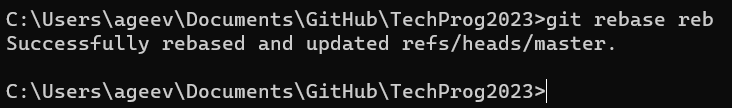 C:\Users\ageev\Documents\GitHub\TechProg2023>git rebase reb
Successfully rebased and updated refs/heads/master.
C:\Users\ageev\Documents\GitHub\TechProg2023>